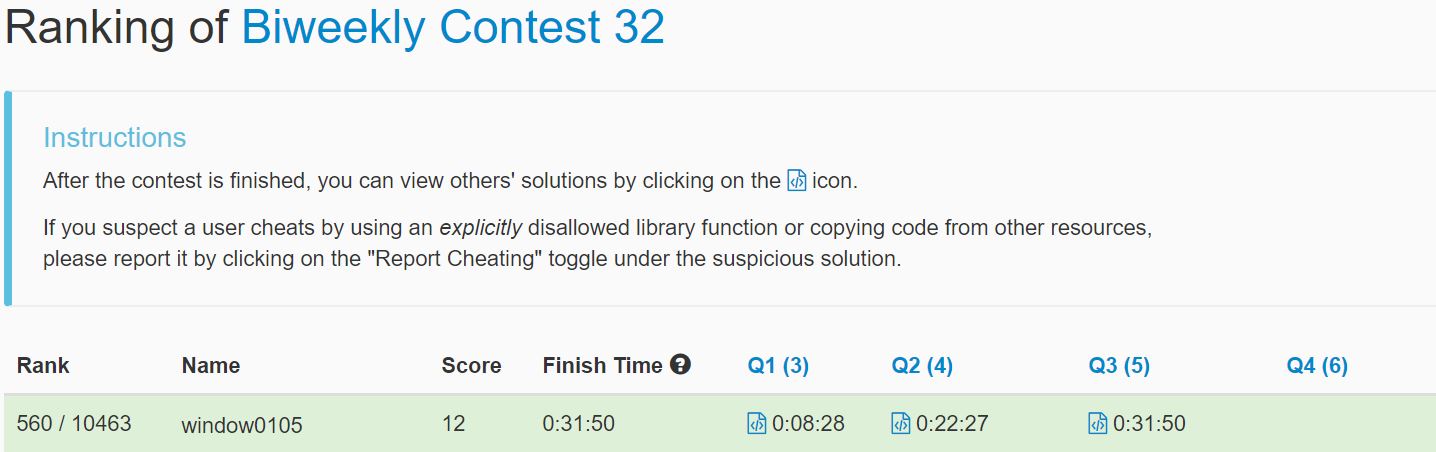 Ranking of Biweekly Contest 32
Instructions
After the contest is finished, you can view others' solutions by clicking on the </> icon.
If you suspect a user cheats by using an explicitly disallowed library function or copying code from other resources,
please report it by clicking on the "Report Cheating" toggle under the suspicious solution.
Rank Name Score Finish Time ? Q1 (3) Q2 (4) Q3 (5) Q4 (6)
560 / 10463 window0105 12 0:31:50 </> 0:08:28 </> 0:22:27 </> 0:31:50